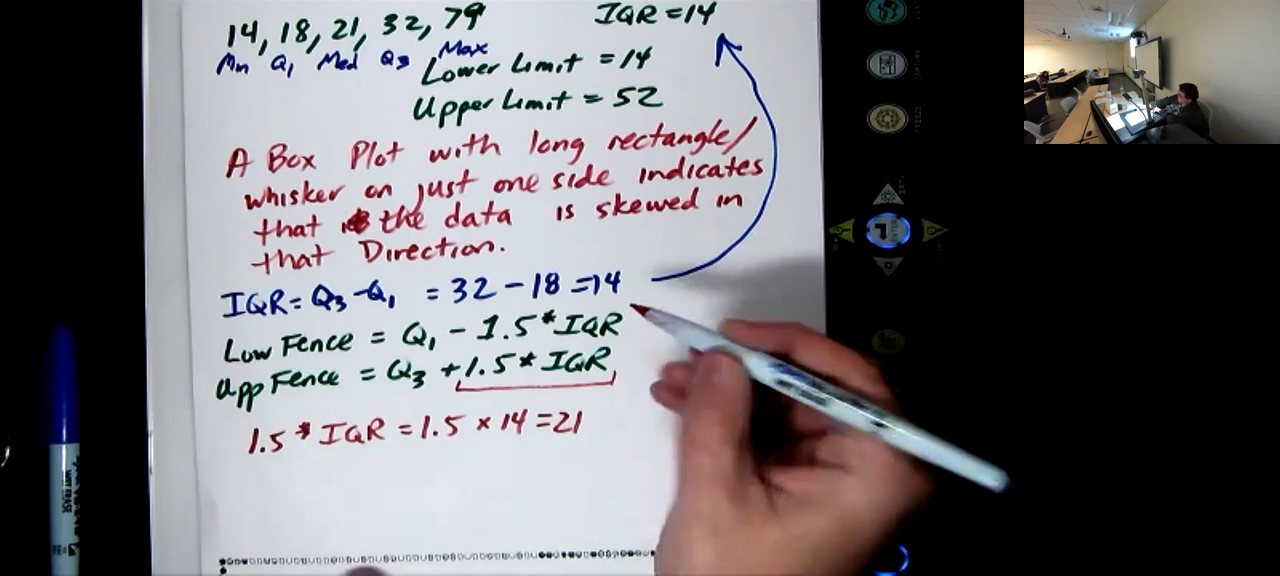 14, 18, 21, 32, 79
IQR = 14
Min Q1 Med Q3 Max
Lower Limit = 14
Upper Limit = 52
A Box Plot with long rectangle/
whisker on just one side indicates
that the data is skewed in
that Direction.
IQR = Q3 - Q1 = 32 - 18 = 14
Low Fence = Q1 - 1.5 * IQR
Upp Fence = Q3 + 1.5 * IQR
1.5 * IQR = 1.5 × 14 = 21